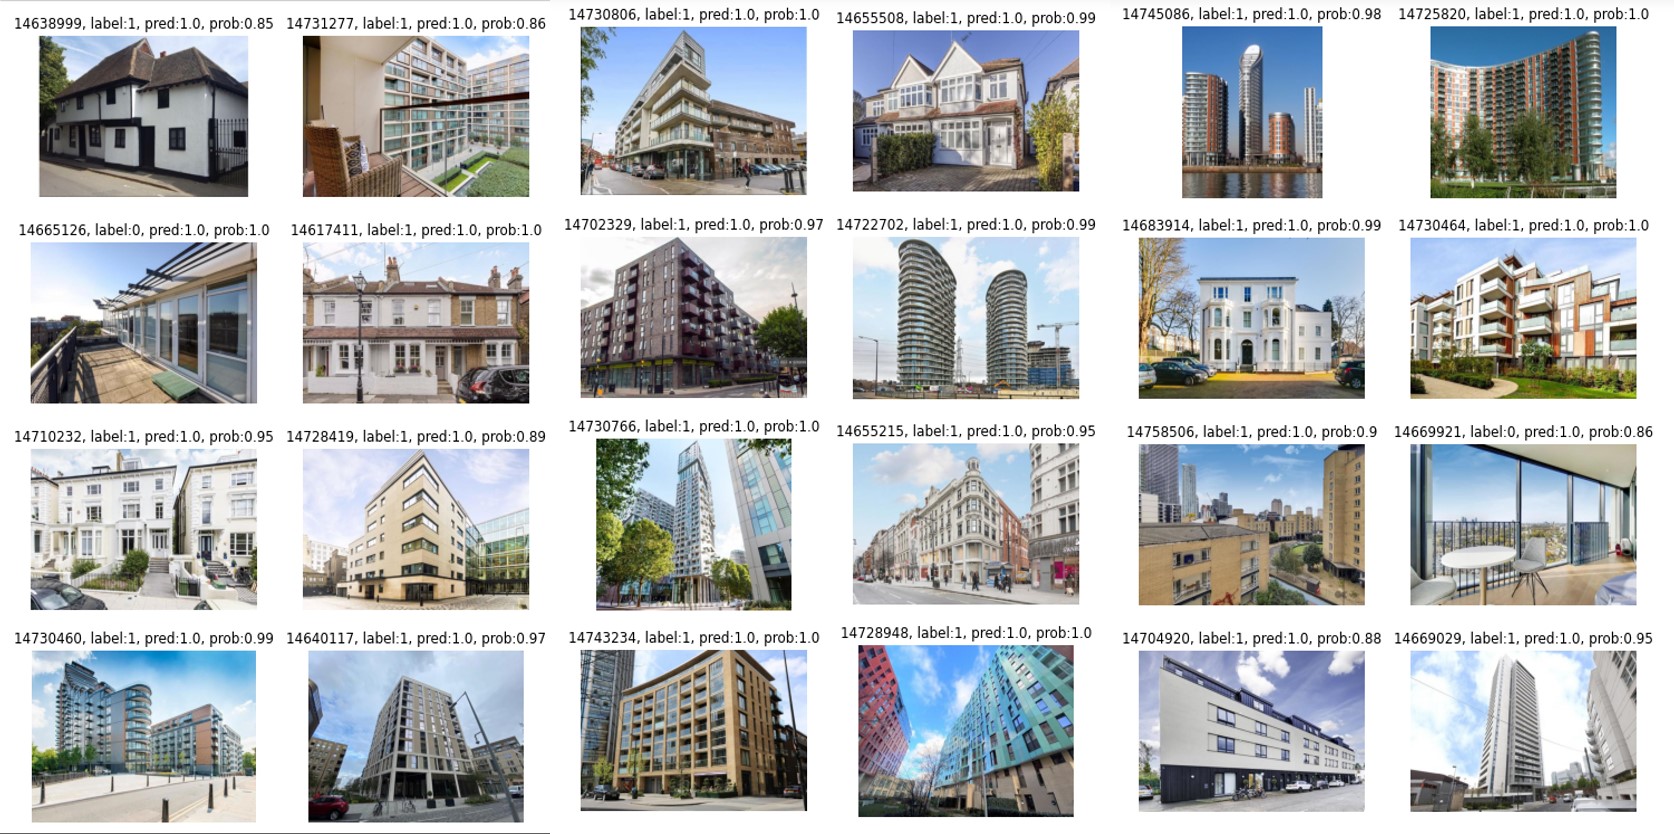 14638999, label:1, pred:1.0, prob:0.85
14731277, label:1, pred:1.0, prob:0.86
14730806, label:1, pred:1.0, prob:1.0
14655508, label:1, pred:1.0, prob:0.99
14745086, label:1, pred:1.0, prob:0.98
14725820, label:1, pred:1.0, prob:1.0
14665126, label:0, pred:1.0, prob:1.0
14617411, label:1, pred:1.0, prob:1.0
14702329, label:1, pred:1.0, prob:0.97
14722702, label:1, pred:1.0, prob:0.99
14683914, label:1, pred:1.0, prob:0.99
14730464, label:1, pred:1.0, prob:1.0
14710232, label:1, pred:1.0, prob:0.95
14728419, label:1, pred:1.0, prob:0.89
14730766, label:1, pred:1.0, prob:1.0
14655215, label:1, pred:1.0, prob:0.95
14758506, label:1, pred:1.0, prob:0.9
14669921, label:0, pred:1.0, prob:0.86
14730460, label:1, pred:1.0, prob:0.99
14640117, label:1, pred:1.0, prob:0.97
14743234, label:1, pred:1.0, prob:1.0
14728948, label:1, pred:1.0, prob:1.0
14704920, label:1, pred:1.0, prob:0.88
14669029, label:1, pred:1.0, prob:0.95